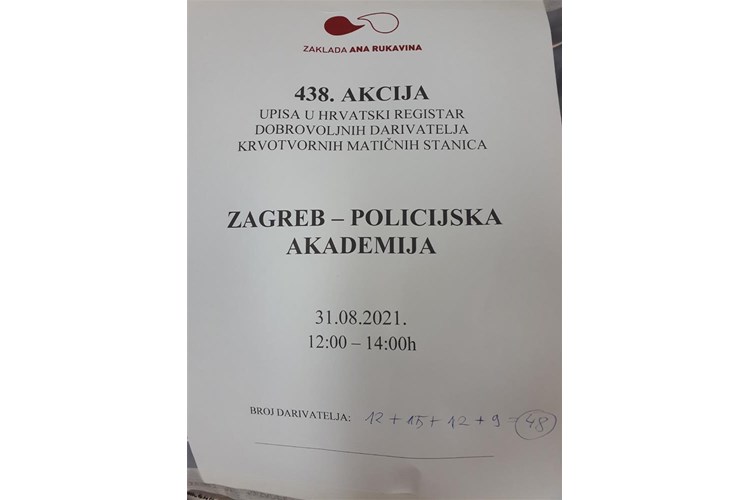 ZAKLADA ANA RUKAVINA
438. AKCIJA
UPISA U HRVATSKI REGISTAR
DOBROVOLJNIH DARIVATELJA
KRVOTVORNIH MATIČNIH STANICA
ZAGREB – POLICIJSKA
AKADEMIJA
31.08.2021.
12:00 – 14:00h
BROJ DARIVATELJA: 12 + 15 + 12 + 9 = 48